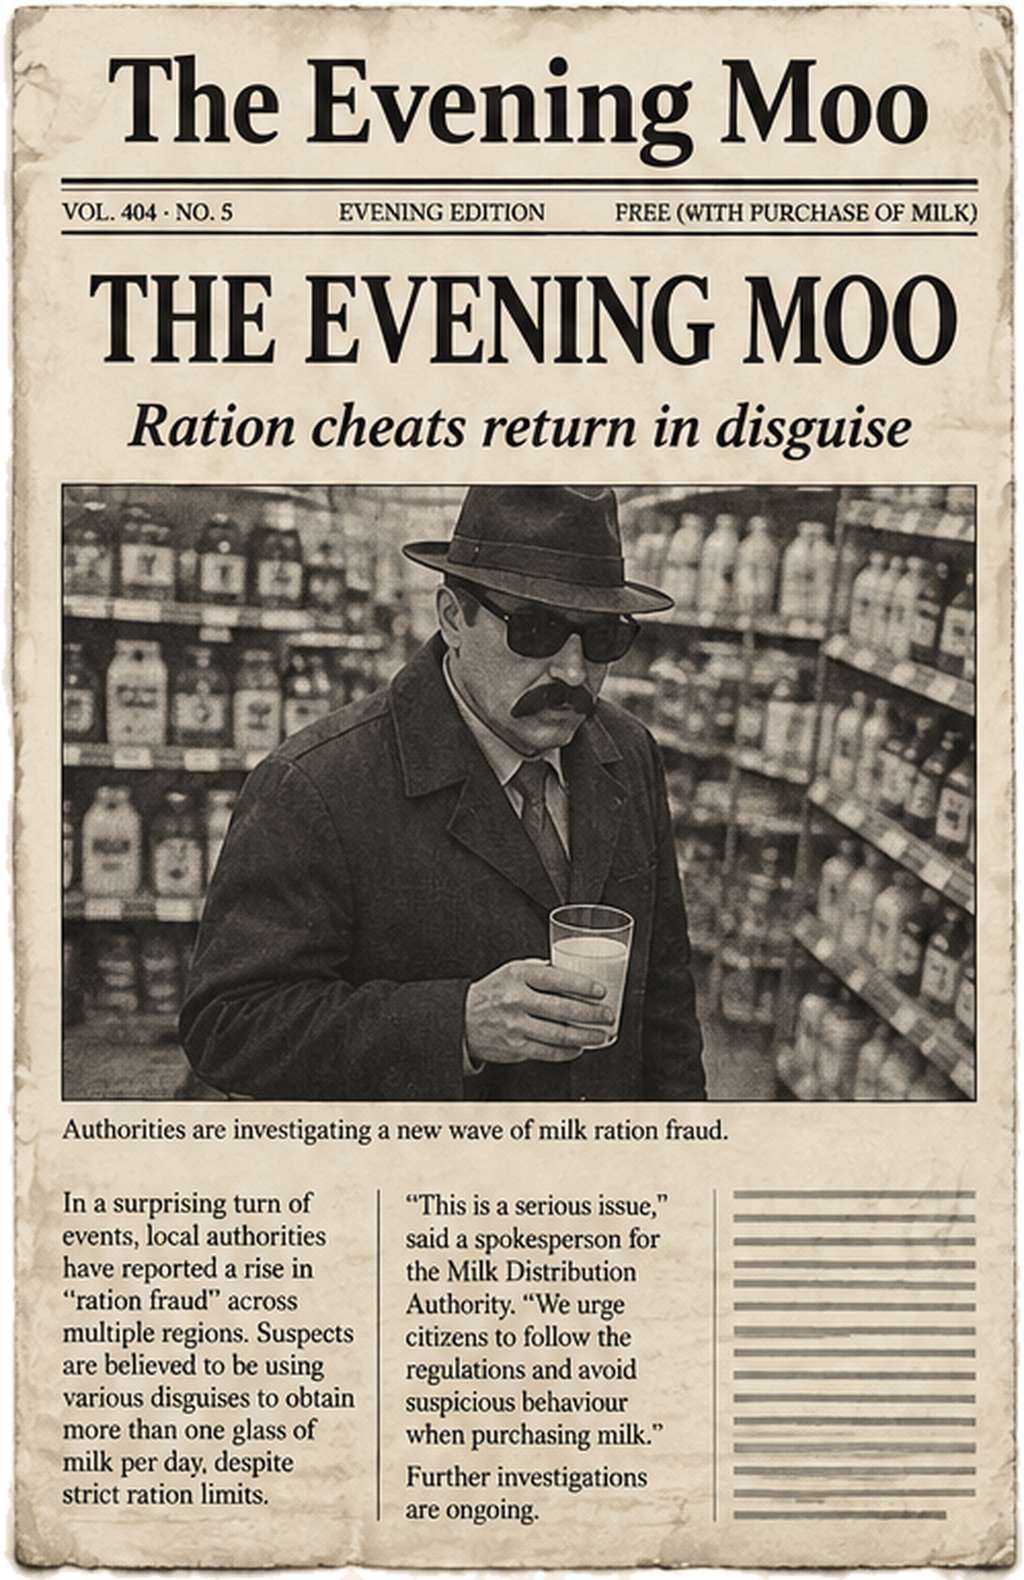 The Evening Moo
VOL. 404 · NO. 5
EVENING EDITION
FREE (WITH PURCHASE OF MILK)
THE EVENING MOO
Ration cheats return in disguise
Authorities are investigating a new wave of milk ration fraud.
In a surprising turn of
events, local authorities
have reported a rise in
“ration fraud” across
multiple regions. Suspects
are believed to be using
various disguises to obtain
more than one glass of
milk per day, despite
strict ration limits.
“This is a serious issue,”
said a spokesperson for
the Milk Distribution
Authority. “We urge
citizens to follow the
regulations and avoid
suspicious behaviour
when purchasing milk.”
Further investigations
are ongoing.